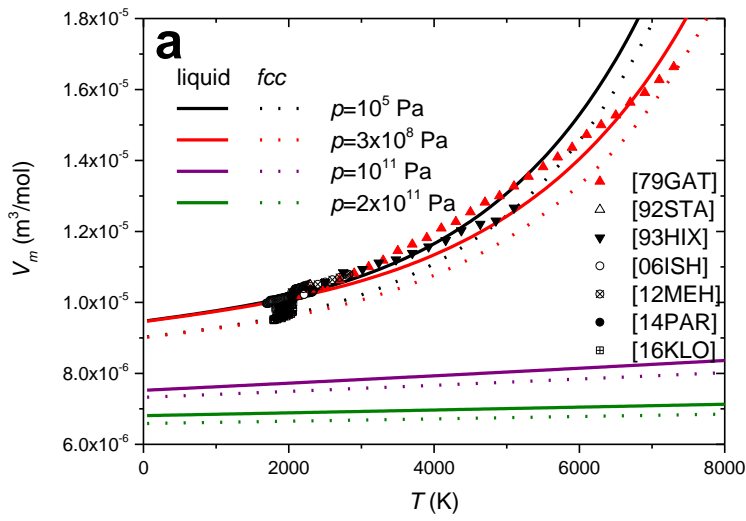 a
liquid fcc
p=10⁵ Pa
p=3x10⁸ Pa
p=10¹¹ Pa
p=2x10¹¹ Pa
[79GAT]
[92STA]
[93HIX]
[06ISH]
[12MEH]
[14PAR]
[16KLO]
1.8x10⁻⁵
1.6x10⁻⁵
1.4x10⁻⁵
1.2x10⁻⁵
1.0x10⁻⁵
8.0x10⁻⁶
6.0x10⁻⁶
Vₘ (m³/mol)
0 2000 4000 6000 8000
T (K)